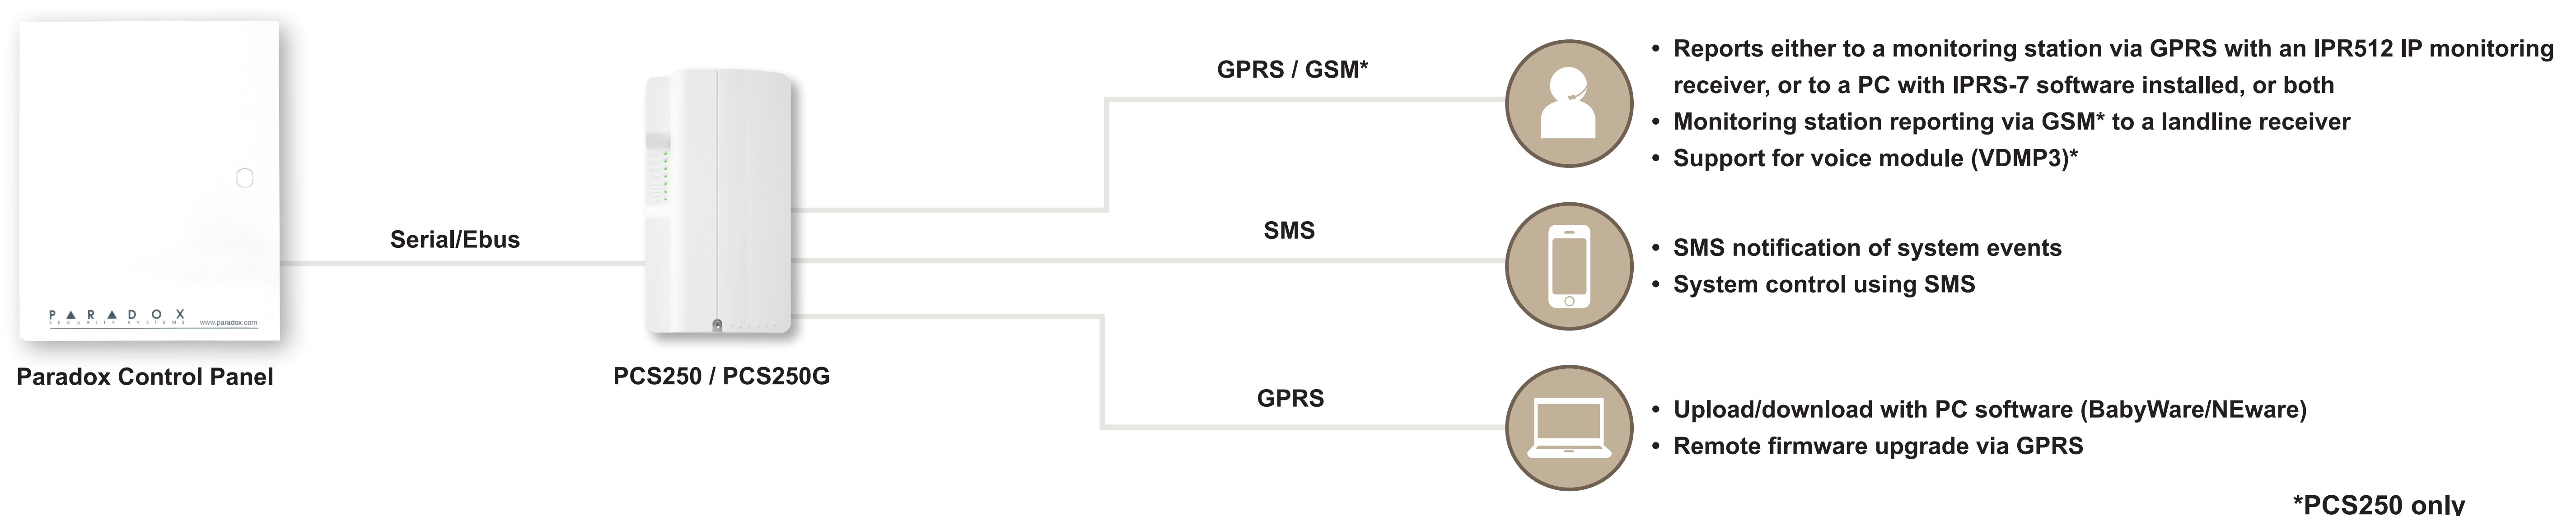 PARADOX
SECURITY SYSTEMS
www.paradox.com
Paradox Control Panel
Serial/Ebus
PCS250 / PCS250G
GPRS / GSM*
• Reports either to a monitoring station via GPRS with an IPR512 IP monitoring
receiver, or to a PC with IPRS-7 software installed, or both
• Monitoring station reporting via GSM* to a landline receiver
• Support for voice module (VDMP3)*
SMS
• SMS notification of system events
• System control using SMS
GPRS
• Upload/download with PC software (BabyWare/NEware)
• Remote firmware upgrade via GPRS
*PCS250 only